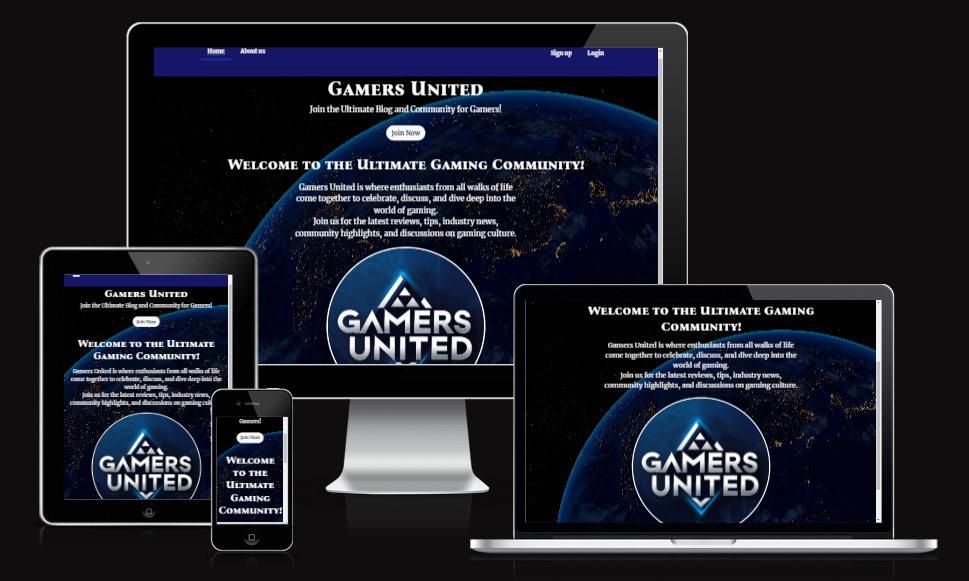 Home About us Sign up Login
Gamers United
Join the Ultimate Blog and Community for Gamers!
Join Now
Welcome to the Ultimate Gaming Community!
Gamers United is where enthusiasts from all walks of life
come together to celebrate, discuss, and dive deep into the
world of gaming.
Join us for the latest reviews, tips, industry news,
community highlights, and discussions on gaming culture.
GAMERS
UNITED
Gamers United
Join the Ultimate Blog and Community for Gamers!
Join Now
Welcome to the Ultimate
Gaming Community!
Gamers United is where enthusiasts from all walks of life
come together to celebrate, discuss, and dive deep into the
world of gaming.
Join us for the latest reviews, tips, industry news,
community highlights, and discussions on gaming cul
GAMERS
UNITED
Gamers!
Join Now
Welcome
to the
Ultimate
Gaming
Community!
Welcome to the Ultimate Gaming
Community!
Gamers United is where enthusiasts from all walks of life
come together to celebrate, discuss, and dive deep into the
world of gaming.
Join us for the latest reviews, tips, industry news,
community highlights, and discussions on gaming culture.
GAMERS
UNITED